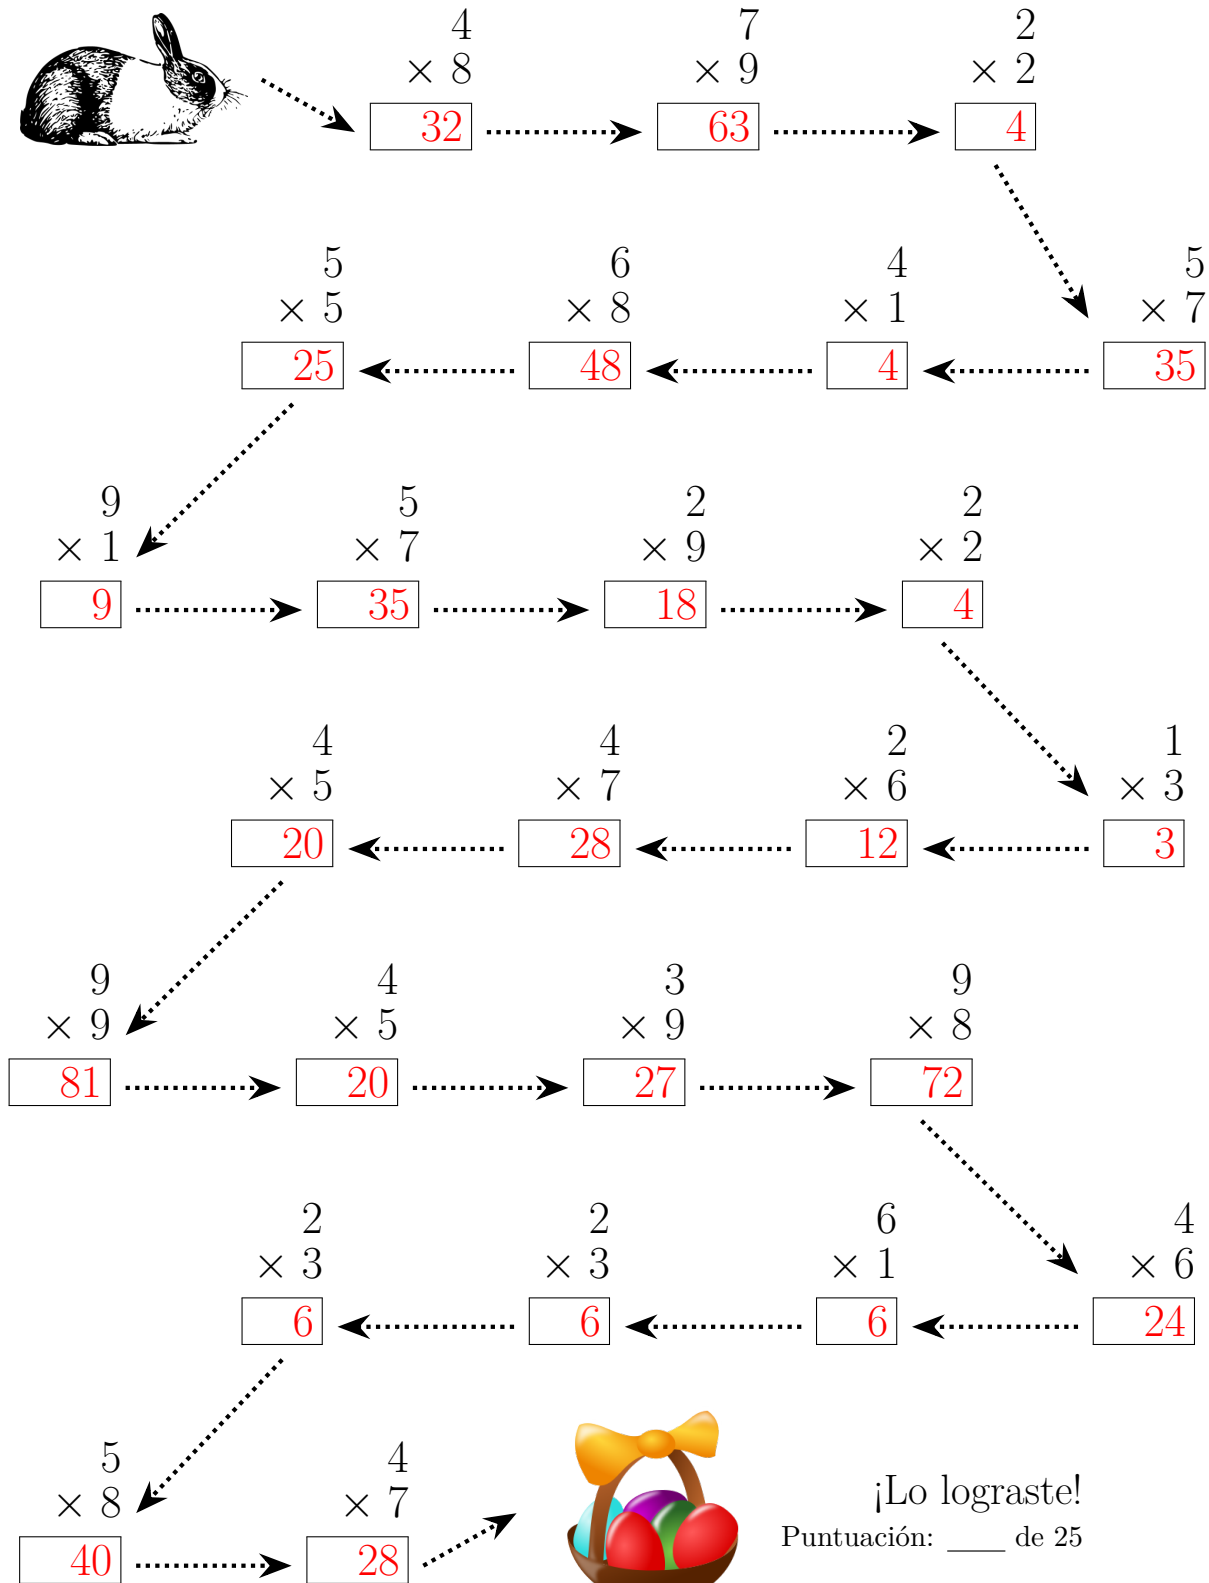 4 7 2
× 8 × 9 × 2
32 63 4
5 6 4 5
× 5 × 8 × 1 × 7
25 48 4 35
9 5 2 2
× 1 × 7 × 9 × 2
9 35 18 4
4 4 2 1
× 5 × 7 × 6 × 3
20 28 12 3
9 4 3 9
× 9 × 5 × 9 × 8
81 20 27 72
2 2 6 4
× 3 × 3 × 1 × 6
6 6 6 24
5 4
× 8 × 7
40 28
¡Lo lograste!
Puntuación: ____ de 25